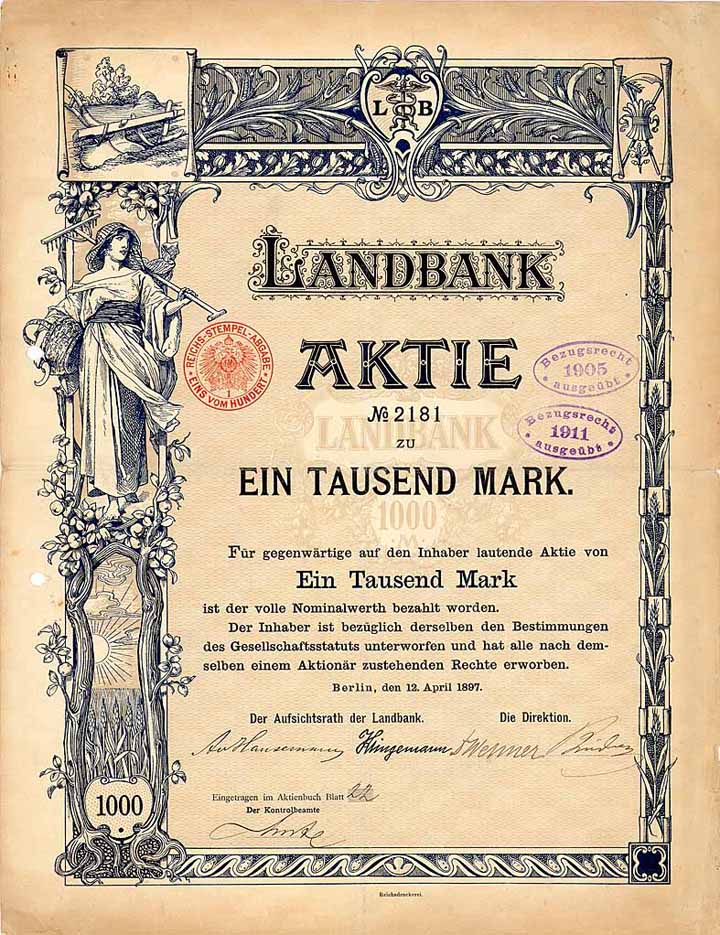 L B
LANDBANK
AKTIE
REICHS-STEMPEL-ABGABE
1
EINS VOM HUNDERT
Bezugsrecht
1905
ausgeübt
№ 2181
LANDBANK
Bezugsrecht
1911
ausgeübt
ZU
EIN TAUSEND MARK.
1000
M
Für gegenwärtige auf den Inhaber lautende Aktie von
Ein Tausend Mark
ist der volle Nominalwerth bezahlt worden.
Der Inhaber ist bezüglich derselben den Bestimmungen
des Gesellschaftsstatuts unterworfen und hat alle nach dem-
selben einem Aktionär zustehenden Rechte erworben.
Berlin, den 12. April 1897.
Der Aufsichtsrath der Landbank. Die Direktion.
Klingemann Werner
Eingetragen im Aktienbuch Blatt 22
Der Kontrolbeamte
1000
Reichsdruckerei.